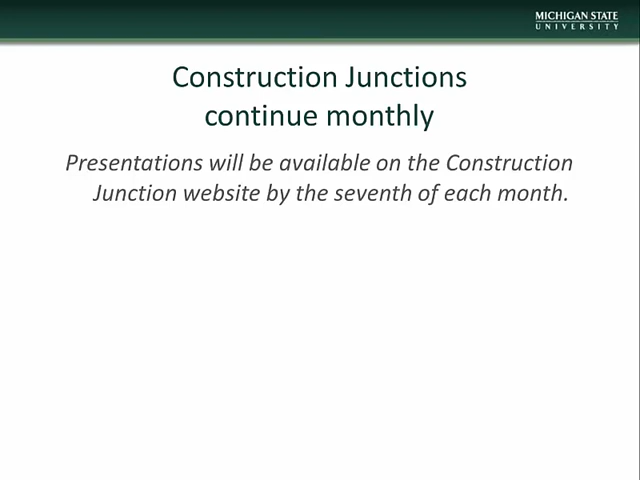 MICHIGAN STATE
UNIVERSITY
Construction Junctions
continue monthly
Presentations will be available on the Construction
Junction website by the seventh of each month.